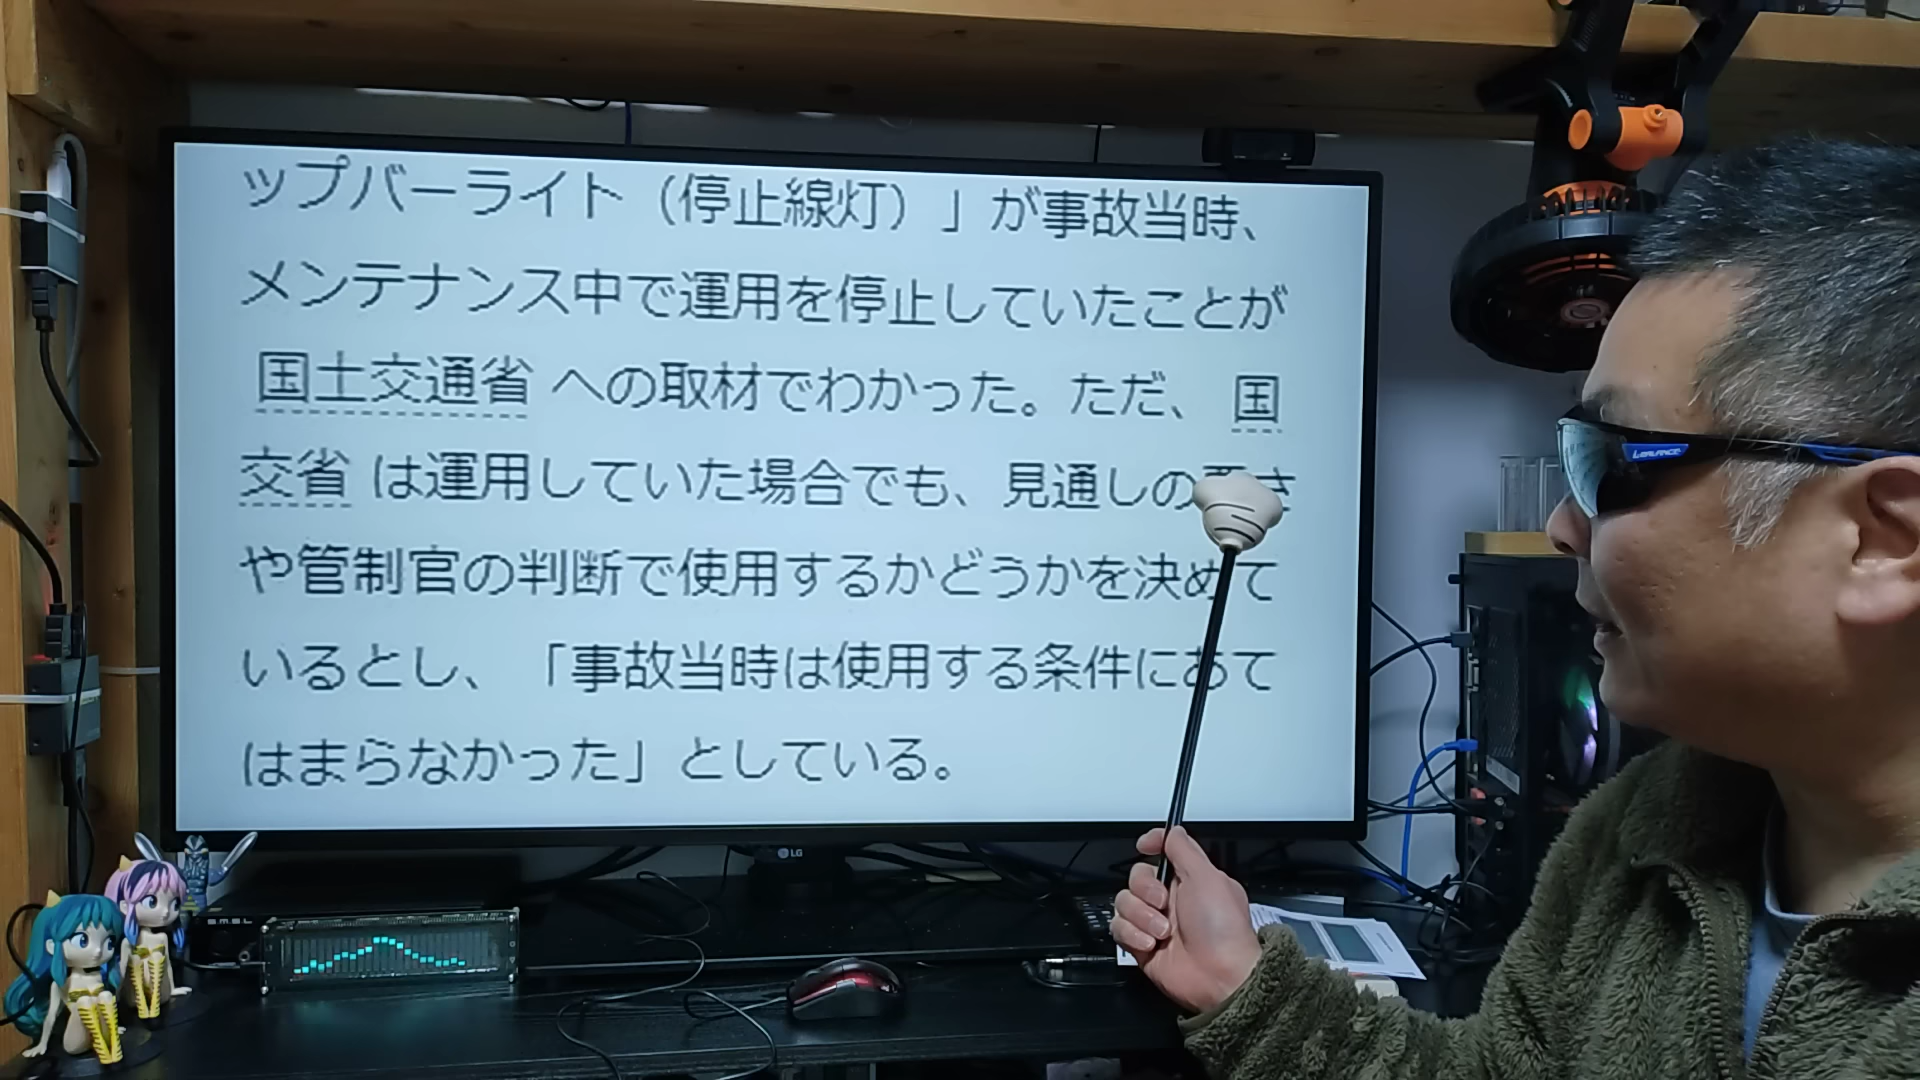 ップバーライト（停止線灯）」が事故当時、
メンテナンス中で運用を停止していたことが
国土交通省 への取材でわかった。ただ、 国
交省 は運用していた場合でも、見通しの悪さ
や管制官の判断で使用するかどうかを決めて
いるとし、「事故当時は使用する条件にあて
はまらなかった」としている。
LG
SMSL